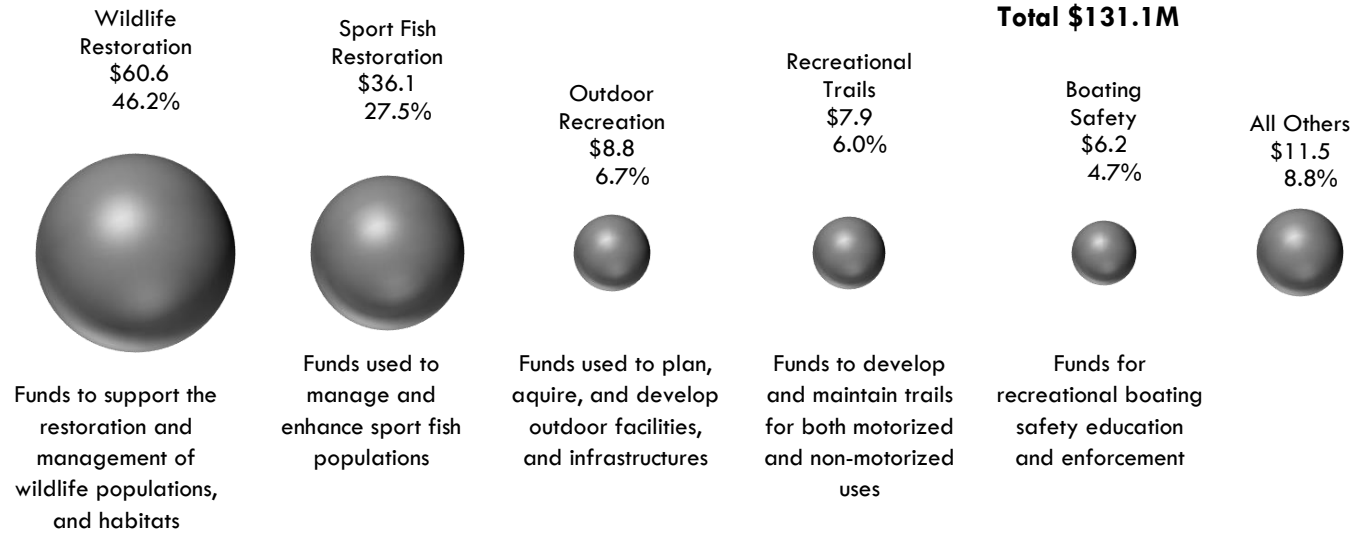 Total $131.1M
Wildlife
Restoration
$60.6
46.2%
Sport Fish
Restoration
$36.1
27.5%
Outdoor
Recreation
$8.8
6.7%
Recreational
Trails
$7.9
6.0%
Boating
Safety
$6.2
4.7%
All Others
$11.5
8.8%
Funds to support the
restoration and
management of
wildlife populations,
and habitats
Funds used to
manage and
enhance sport fish
populations
Funds used to plan,
aquire, and develop
outdoor facilities,
and infrastructures
Funds to develop
and maintain trails
for both motorized
and non-motorized
uses
Funds for
recreational boating
safety education
and enforcement